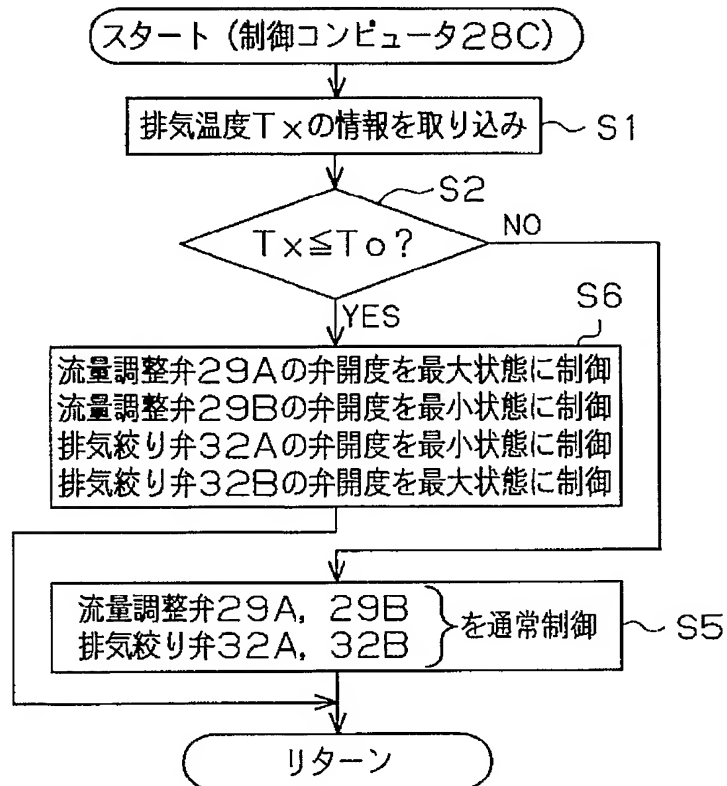 スタート(制御コンピュータ28C)
排気温度Txの情報を取り込み
S1
S2
Tx≦To?
NO
YES
S6
流量調整弁29Aの弁開度を最大状態に制御
流量調整弁29Bの弁開度を最小状態に制御
排気絞り弁32Aの弁開度を最小状態に制御
排気絞り弁32Bの弁開度を最大状態に制御
流量調整弁29A, 29B
排気絞り弁32A, 32B
を通常制御
S5
リターン